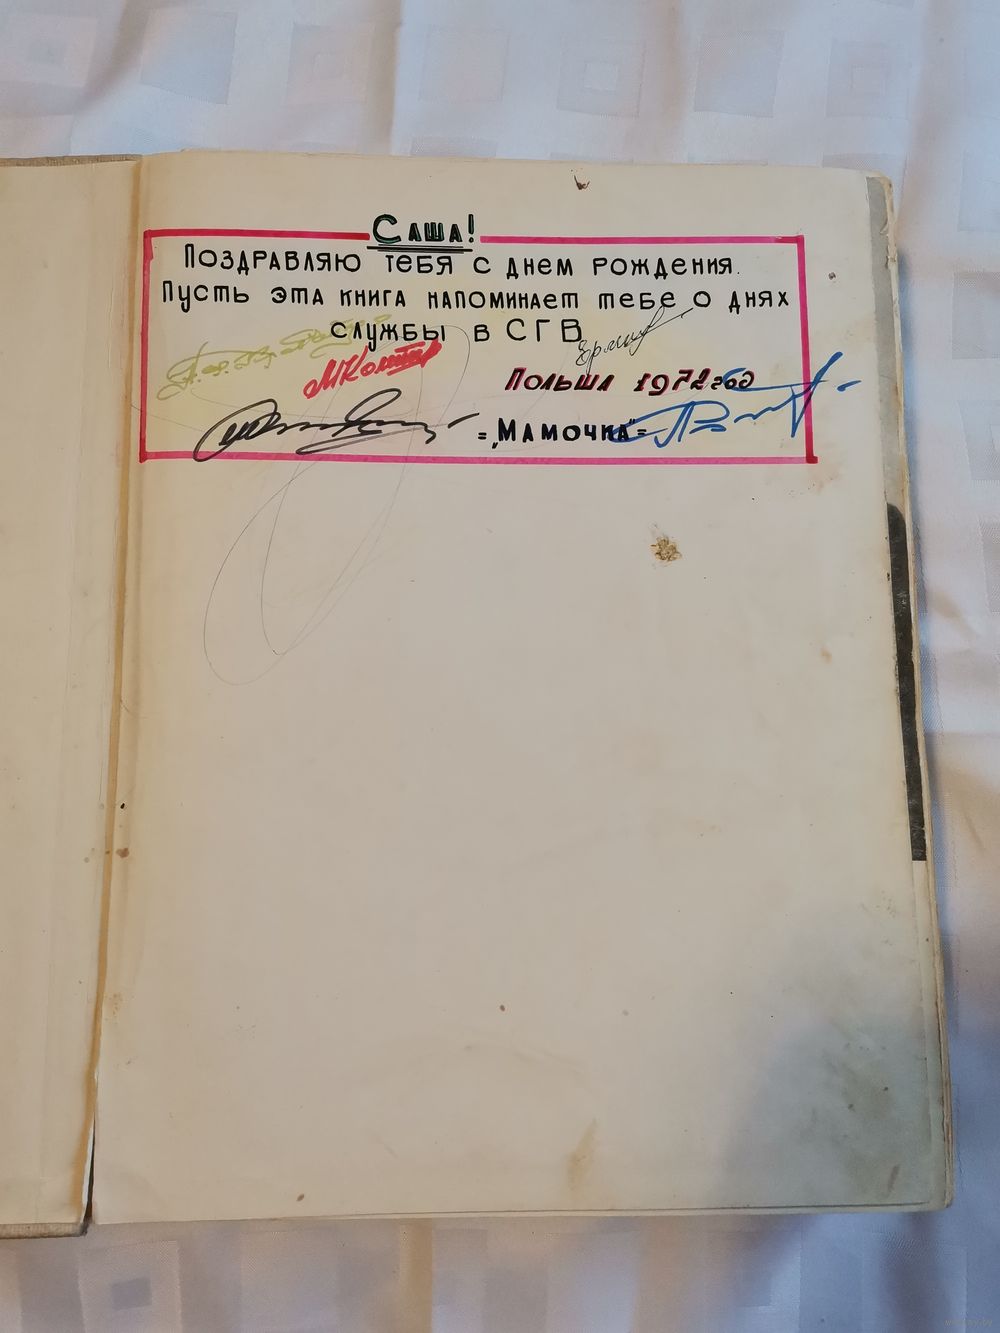 Саша!
Поздравляю тебя с днем рождения.
Пусть эта книга напоминает тебе о днях
службы в СГВ
Польша 1972 год
="Мамочка"=